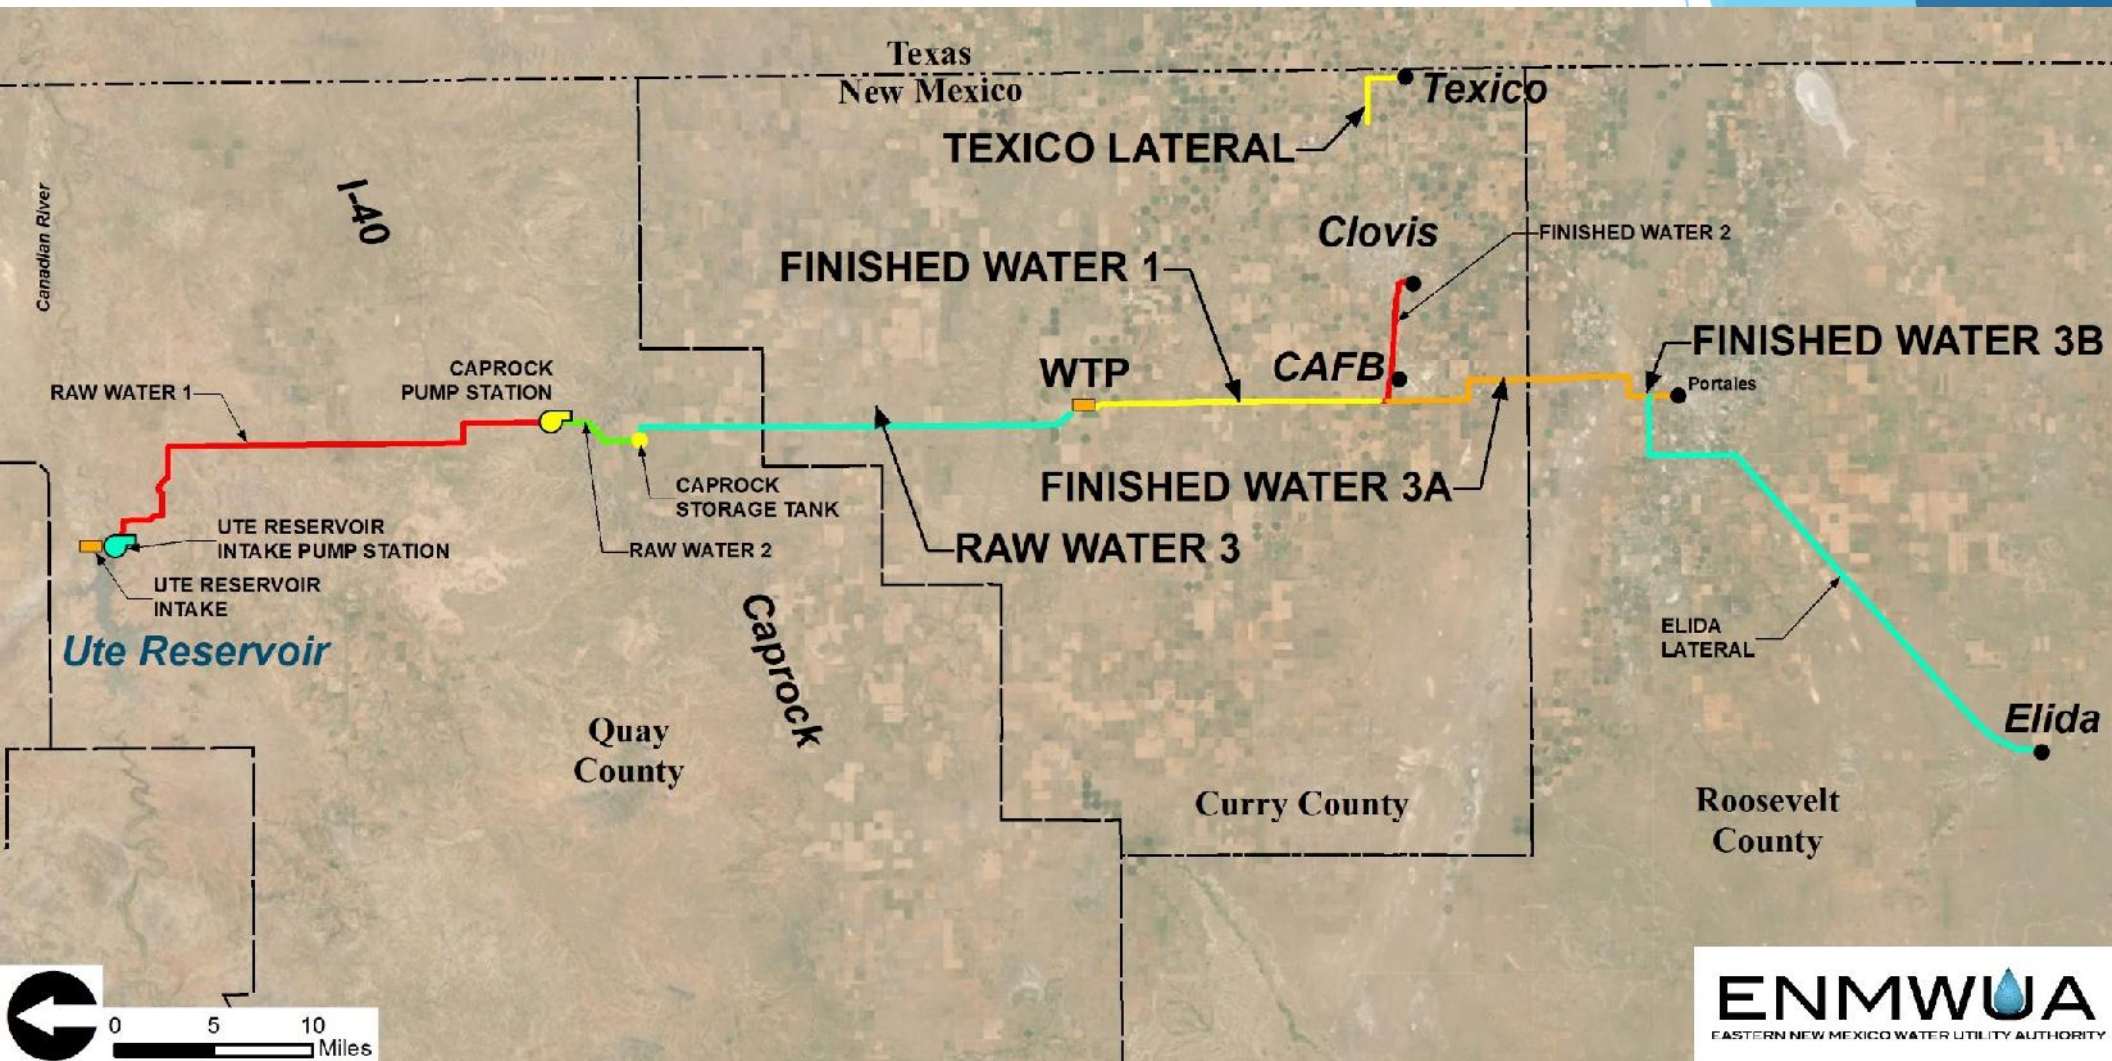 Texas
New Mexico
Texico
TEXICO LATERAL
Canadian River
I-40
Clovis
FINISHED WATER 2
FINISHED WATER 1
FINISHED WATER 3B
CAFB
WTP
Portales
CAPROCK
PUMP STATION
RAW WATER 1
CAPROCK
STORAGE TANK
FINISHED WATER 3A
UTE RESERVOIR
INTAKE PUMP STATION
RAW WATER 2
RAW WATER 3
UTE RESERVOIR
INTAKE
Ute Reservoir
Caprock
ELIDA
LATERAL
Elida
Quay
County
Curry County
Roosevelt
County
0 5 10
Miles
ENMWUA
EASTERN NEW MEXICO WATER UTILITY AUTHORITY